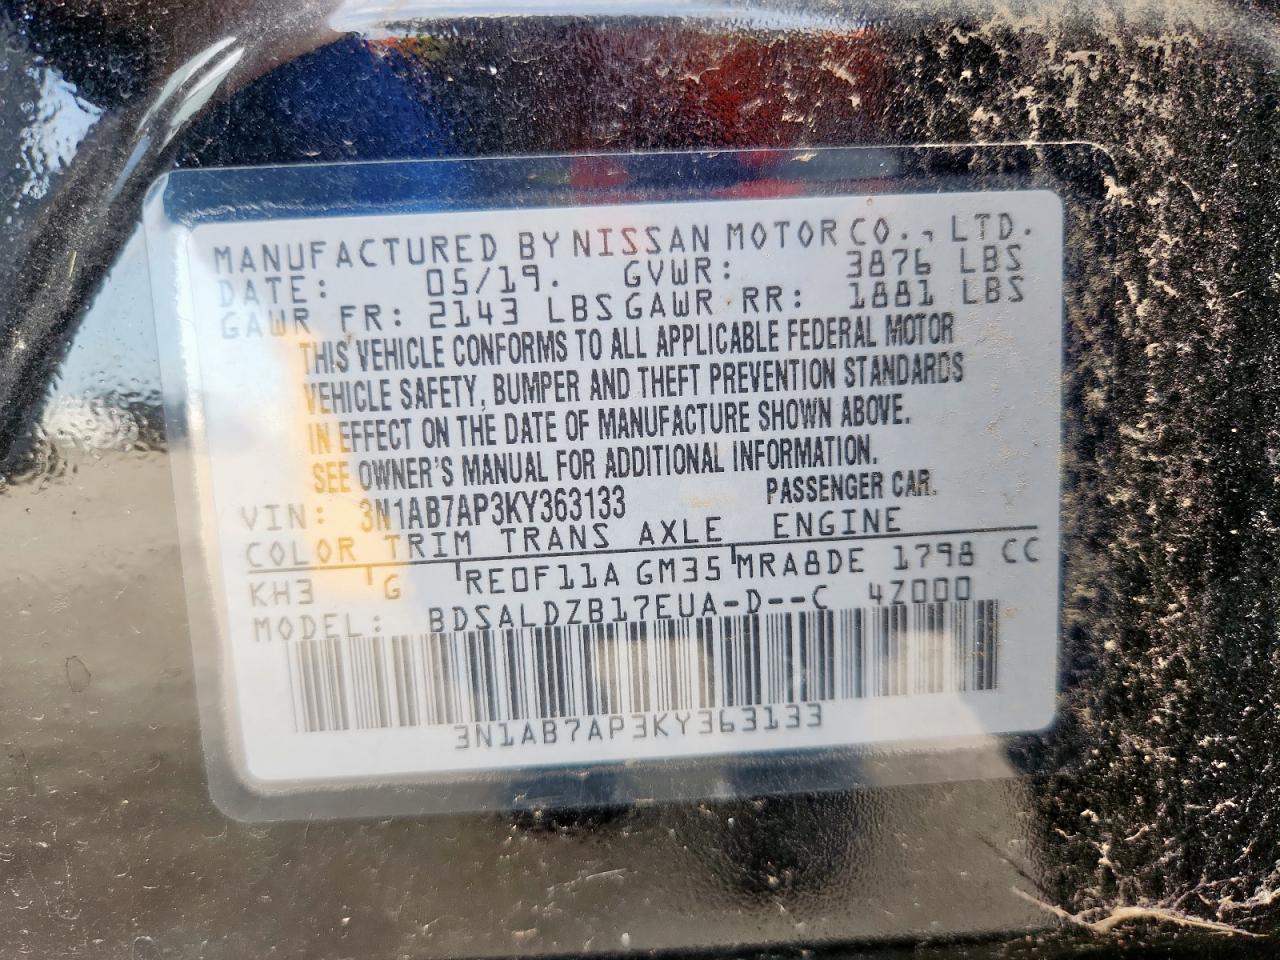 MANUFACTURED BY NISSAN MOTOR CO., LTD.
DATE: 05/19. GVWR: 3876 LBS
GAWR FR: 2143 LBS GAWR RR: 1881 LBS
THIS VEHICLE CONFORMS TO ALL APPLICABLE FEDERAL MOTOR
VEHICLE SAFETY, BUMPER AND THEFT PREVENTION STANDARDS
IN EFFECT ON THE DATE OF MANUFACTURE SHOWN ABOVE.
SEE OWNER'S MANUAL FOR ADDITIONAL INFORMATION.
VIN: 3N1AB7AP3KY363133 PASSENGER CAR.
COLOR TRIM TRANS AXLE ENGINE
KH3 G RE0F11A GM35 MRA8DE 1798 CC
MODEL: BDSALDZB17EUA-D--C 4Z000
3N1AB7AP3KY363133